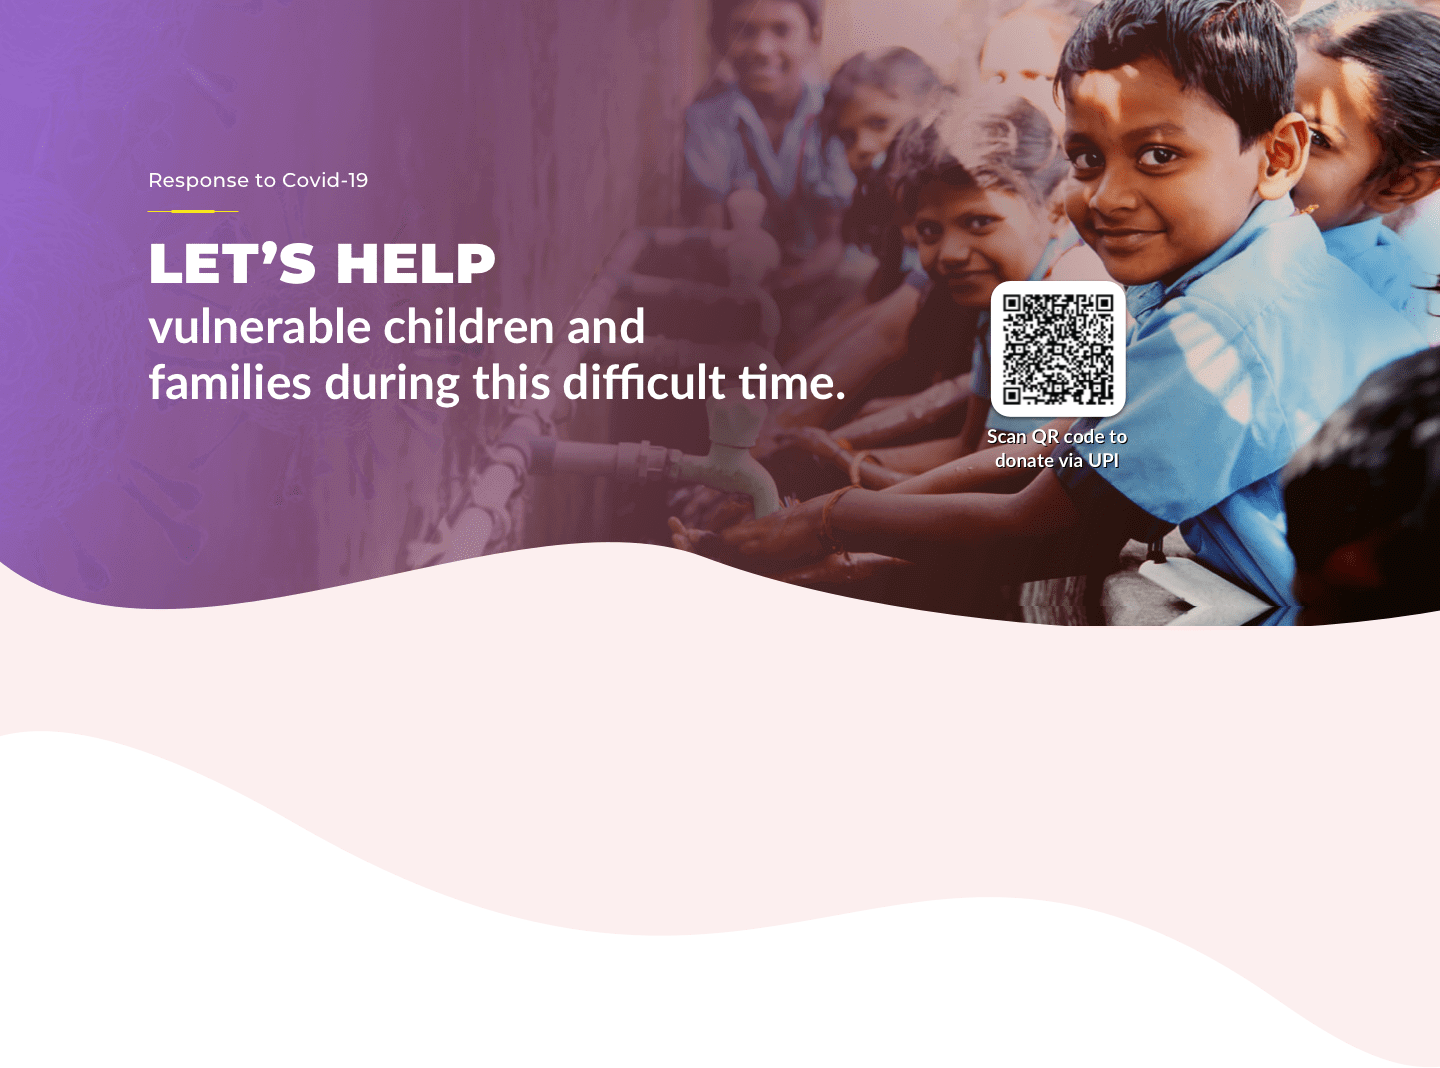 Response to Covid-19
LET’S HELP
vulnerable children and
families during this difficult time.
Scan QR code to
donate via UPI